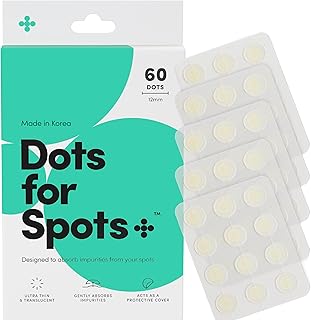 60
DOTS
12mm
Made in Korea
Dots
for
Spots™
Designed to absorb impurities from your spots
ULTRA THIN
& TRANSLUCENT
GENTLY ABSORBS
IMPURITIES
ACTS AS A
PROTECTIVE COVER